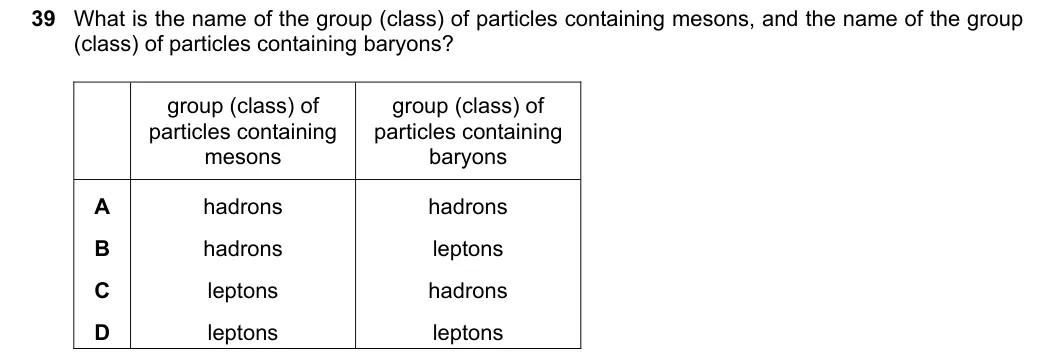 39 What is the name of the group (class) of particles containing mesons, and the name of the group
(class) of particles containing baryons?
group (class) of particles containing mesons
group (class) of particles containing baryons
A hadrons hadrons
B hadrons leptons
C leptons hadrons
D leptons leptons